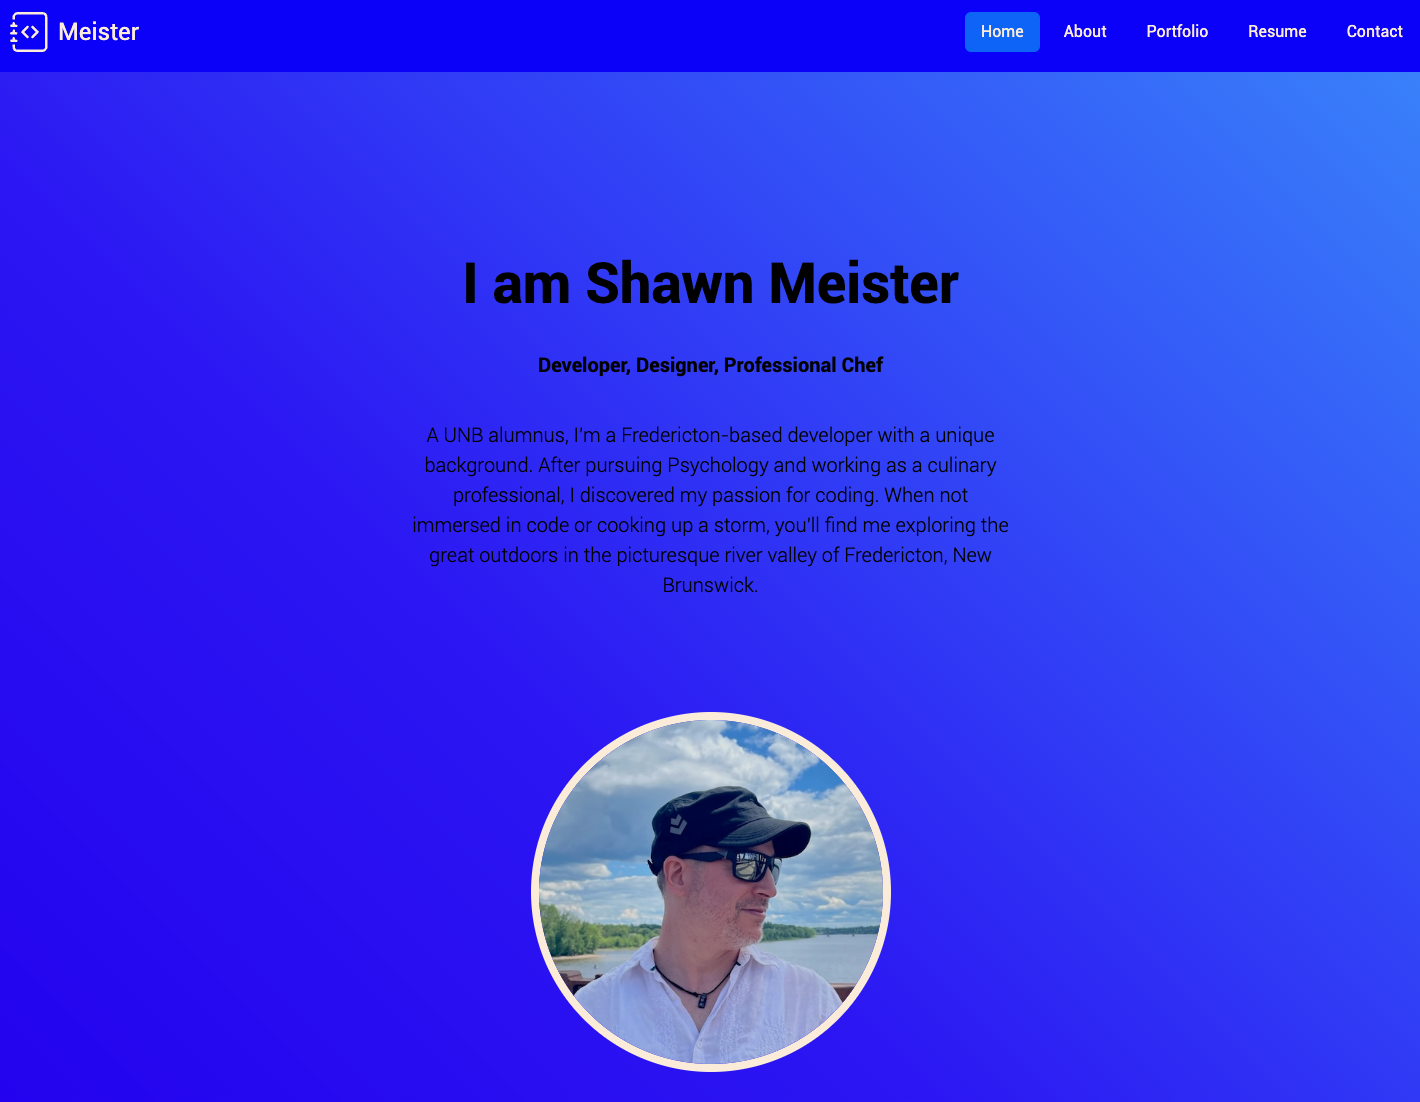 Meister
Home
About
Portfolio
Resume
Contact
I am Shawn Meister
Developer, Designer, Professional Chef
A UNB alumnus, I'm a Fredericton-based developer with a unique
background. After pursuing Psychology and working as a culinary
professional, I discovered my passion for coding. When not
immersed in code or cooking up a storm, you'll find me exploring the
great outdoors in the picturesque river valley of Fredericton, New
Brunswick.